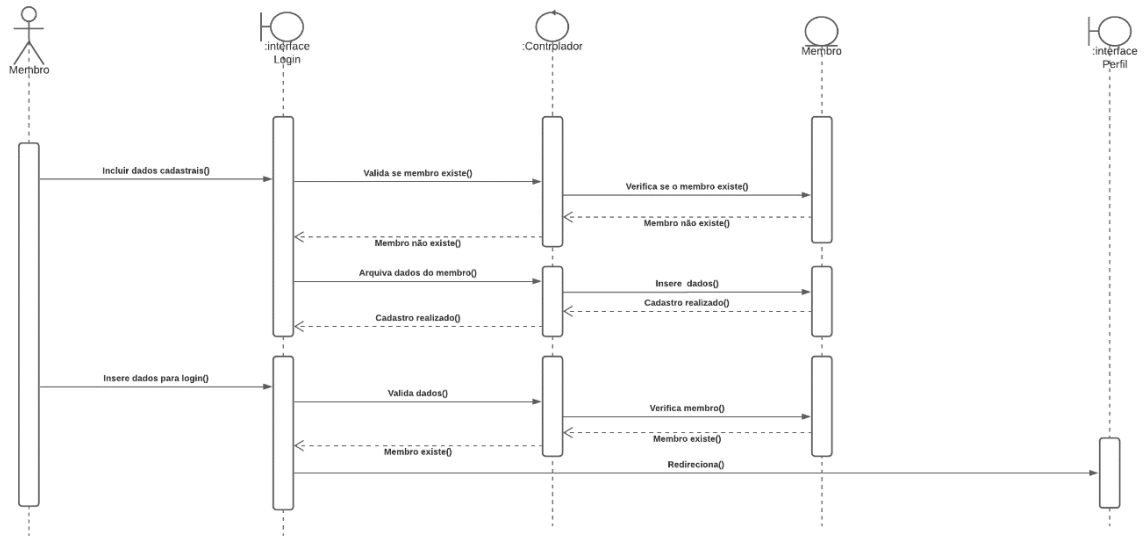 Membro
:interface
Login
:Controlador
Membro
:interface
Perfil
Incluir dados cadastrais()
Valida se membro existe()
Verifica se o membro existe()
Membro não existe()
Membro não existe()
Arquiva dados do membro()
Insere dados()
Cadastro realizado()
Cadastro realizado()
Insere dados para login()
Valida dados()
Verifica membro()
Membro existe()
Membro existe()
Redireciona()